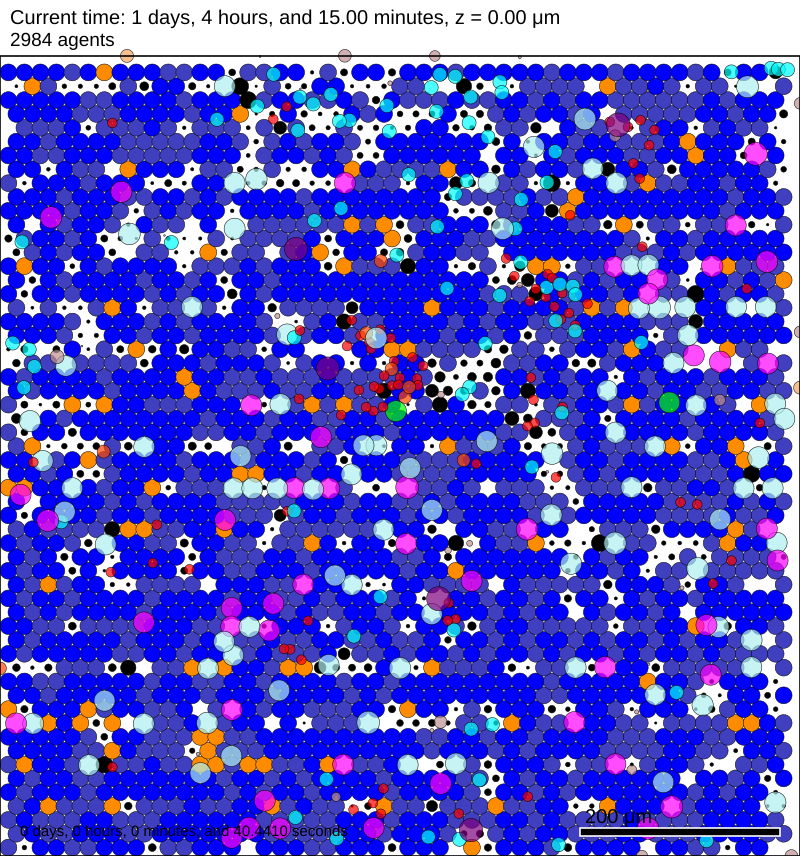 Current time: 1 days, 4 hours, and 15.00 minutes, z = 0.00 μm
2984 agents
200 μm
0 days, 0 hours, 0 minutes, and 40.4410 seconds